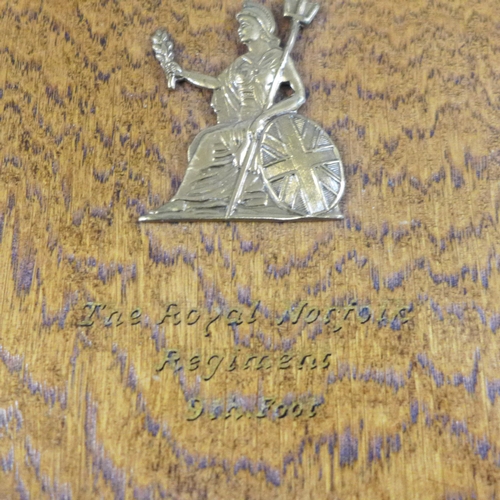 The Royal Norfolk
Regiment
9th Foot